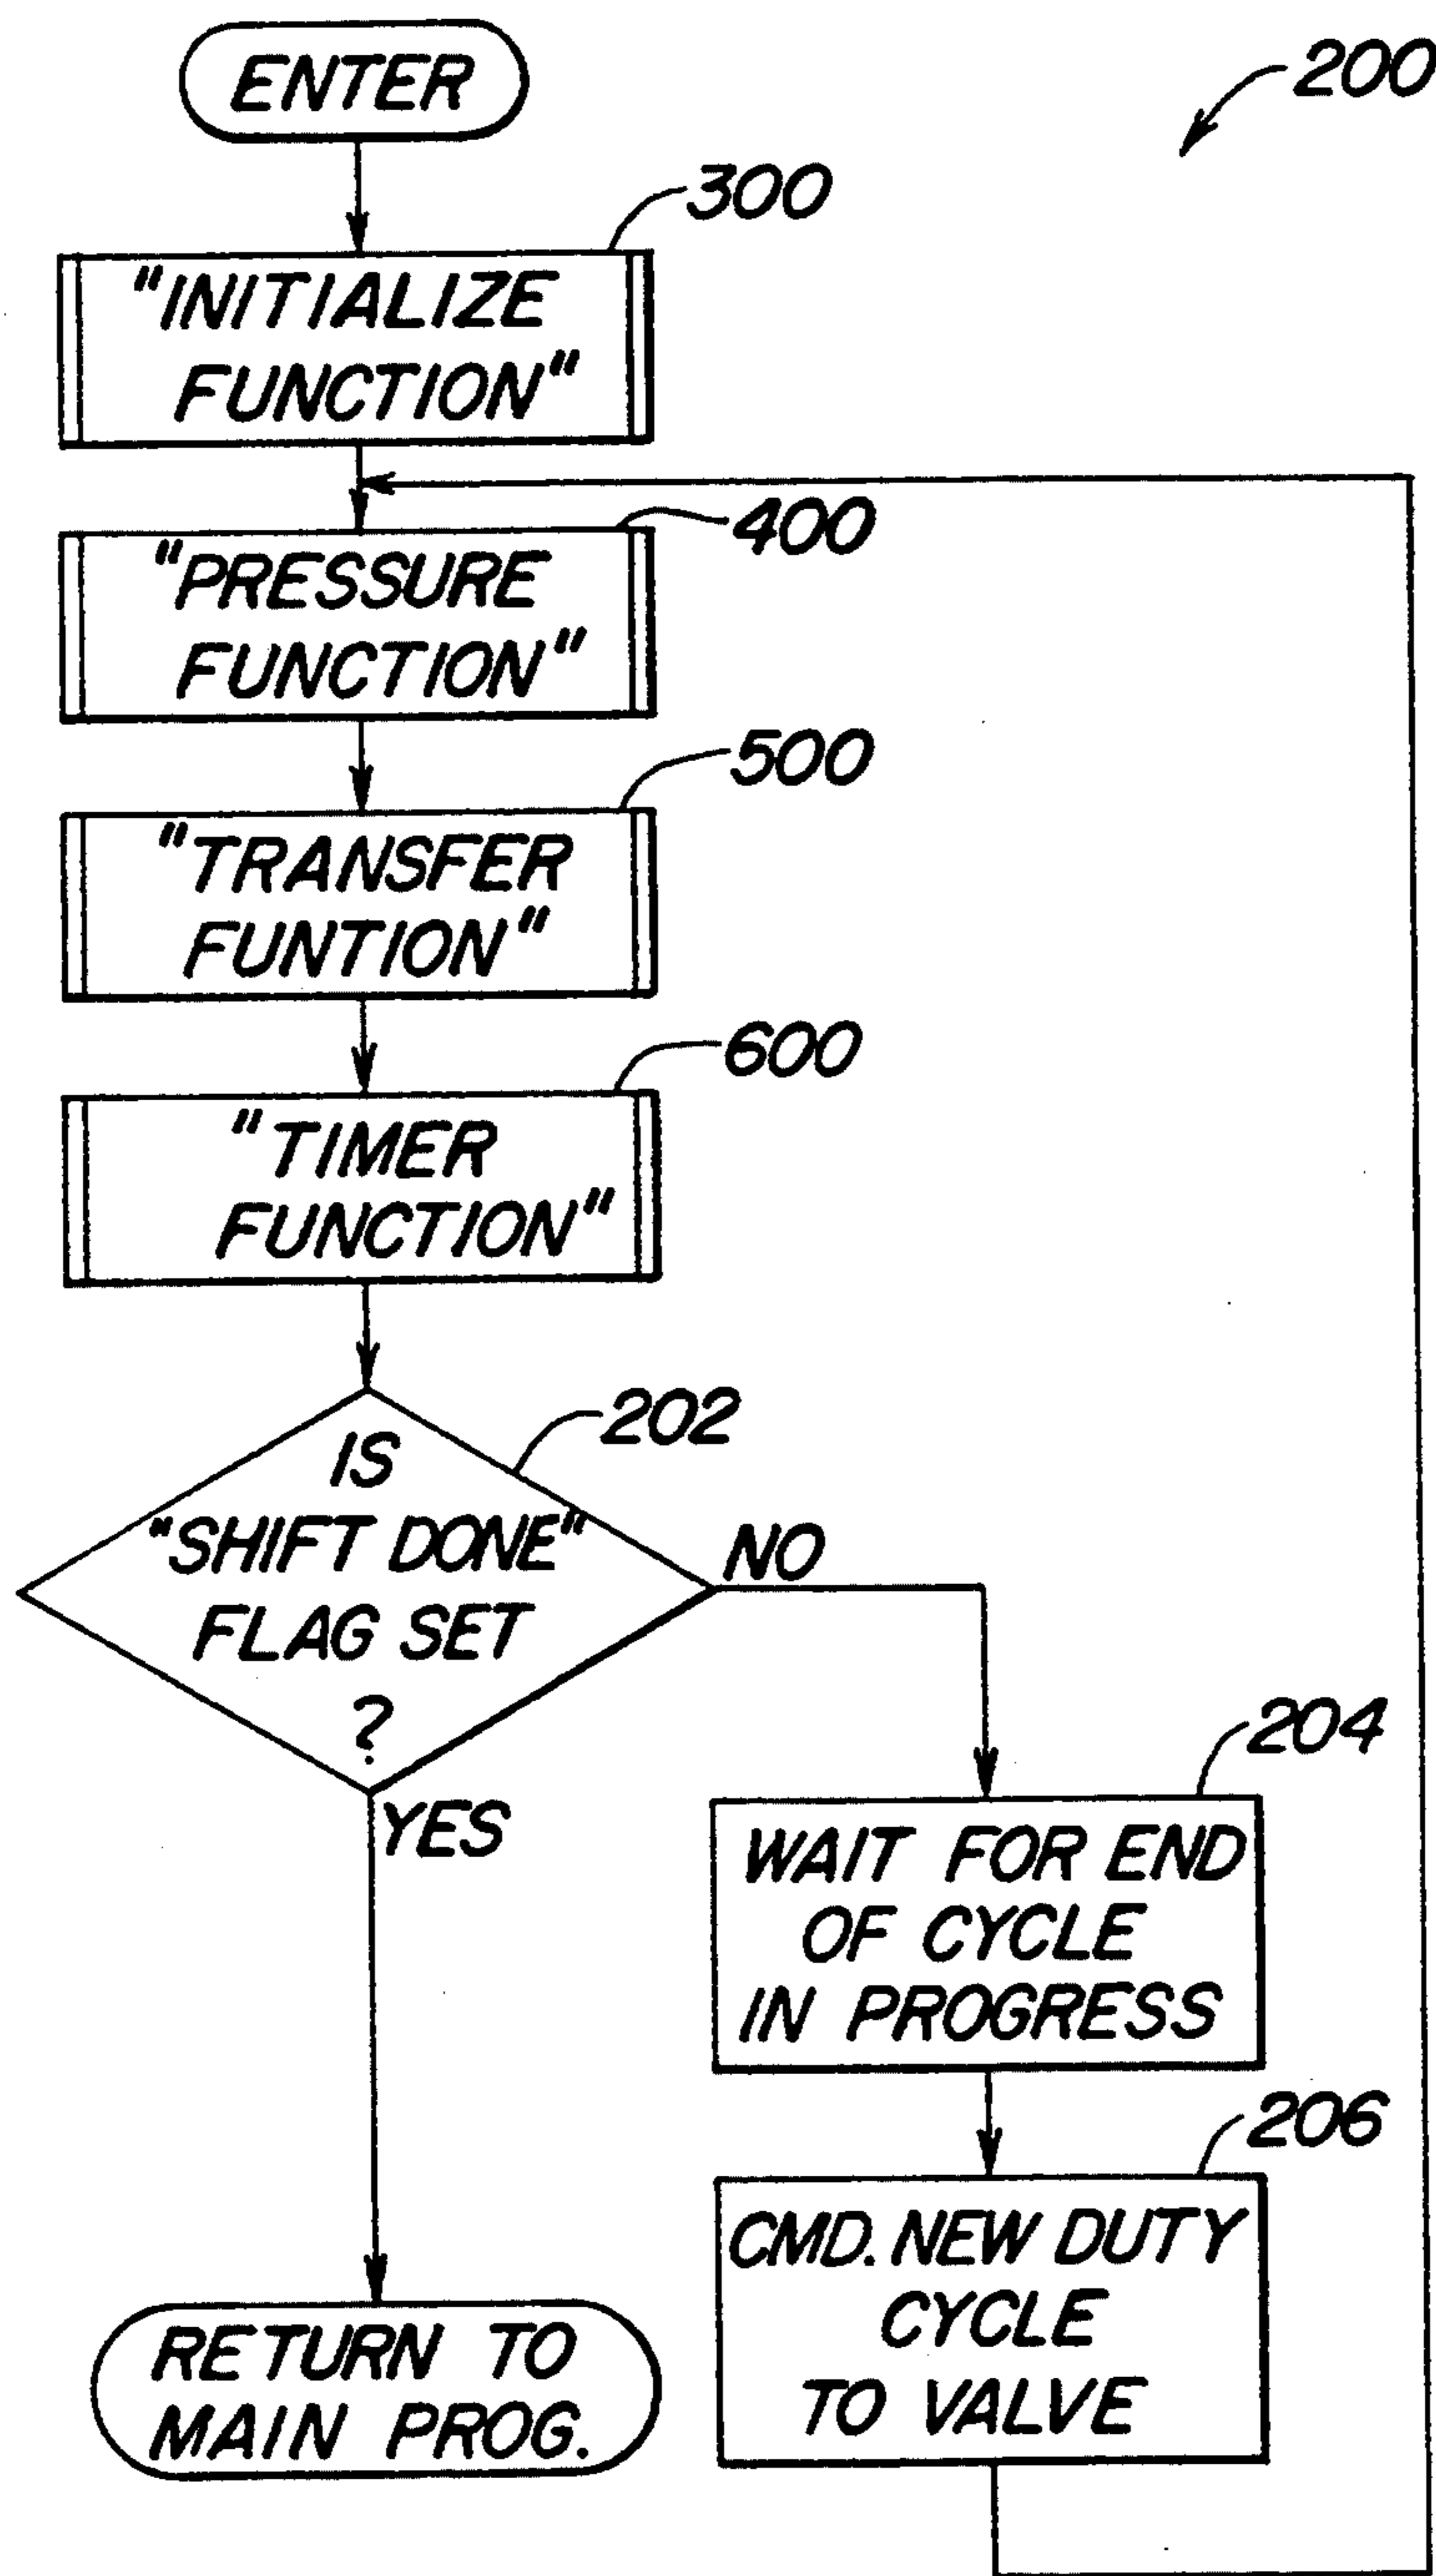 ENTER
200
300
"INITIALIZE
FUNCTION"
400
"PRESSURE
FUNCTION"
500
"TRANSFER
FUNTION"
600
"TIMER
FUNCTION"
202
IS
"SHIFT DONE"
FLAG SET
?
NO
YES
204
WAIT FOR END
OF CYCLE
IN PROGRESS
206
CMD. NEW DUTY
CYCLE
TO VALVE
RETURN TO
MAIN PROG.